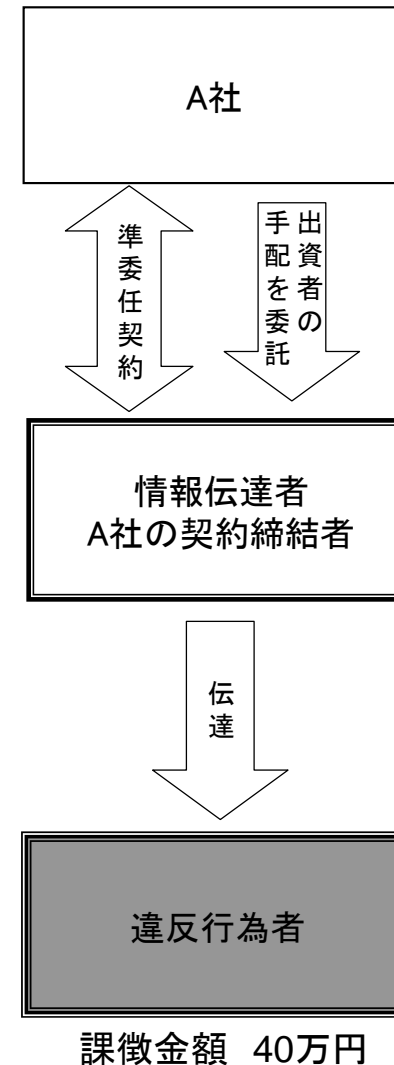 A社
準委任契約
出資者の
手配を委託
情報伝達者
A社の契約締結者
伝達
違反行為者
課徴金額 40万円